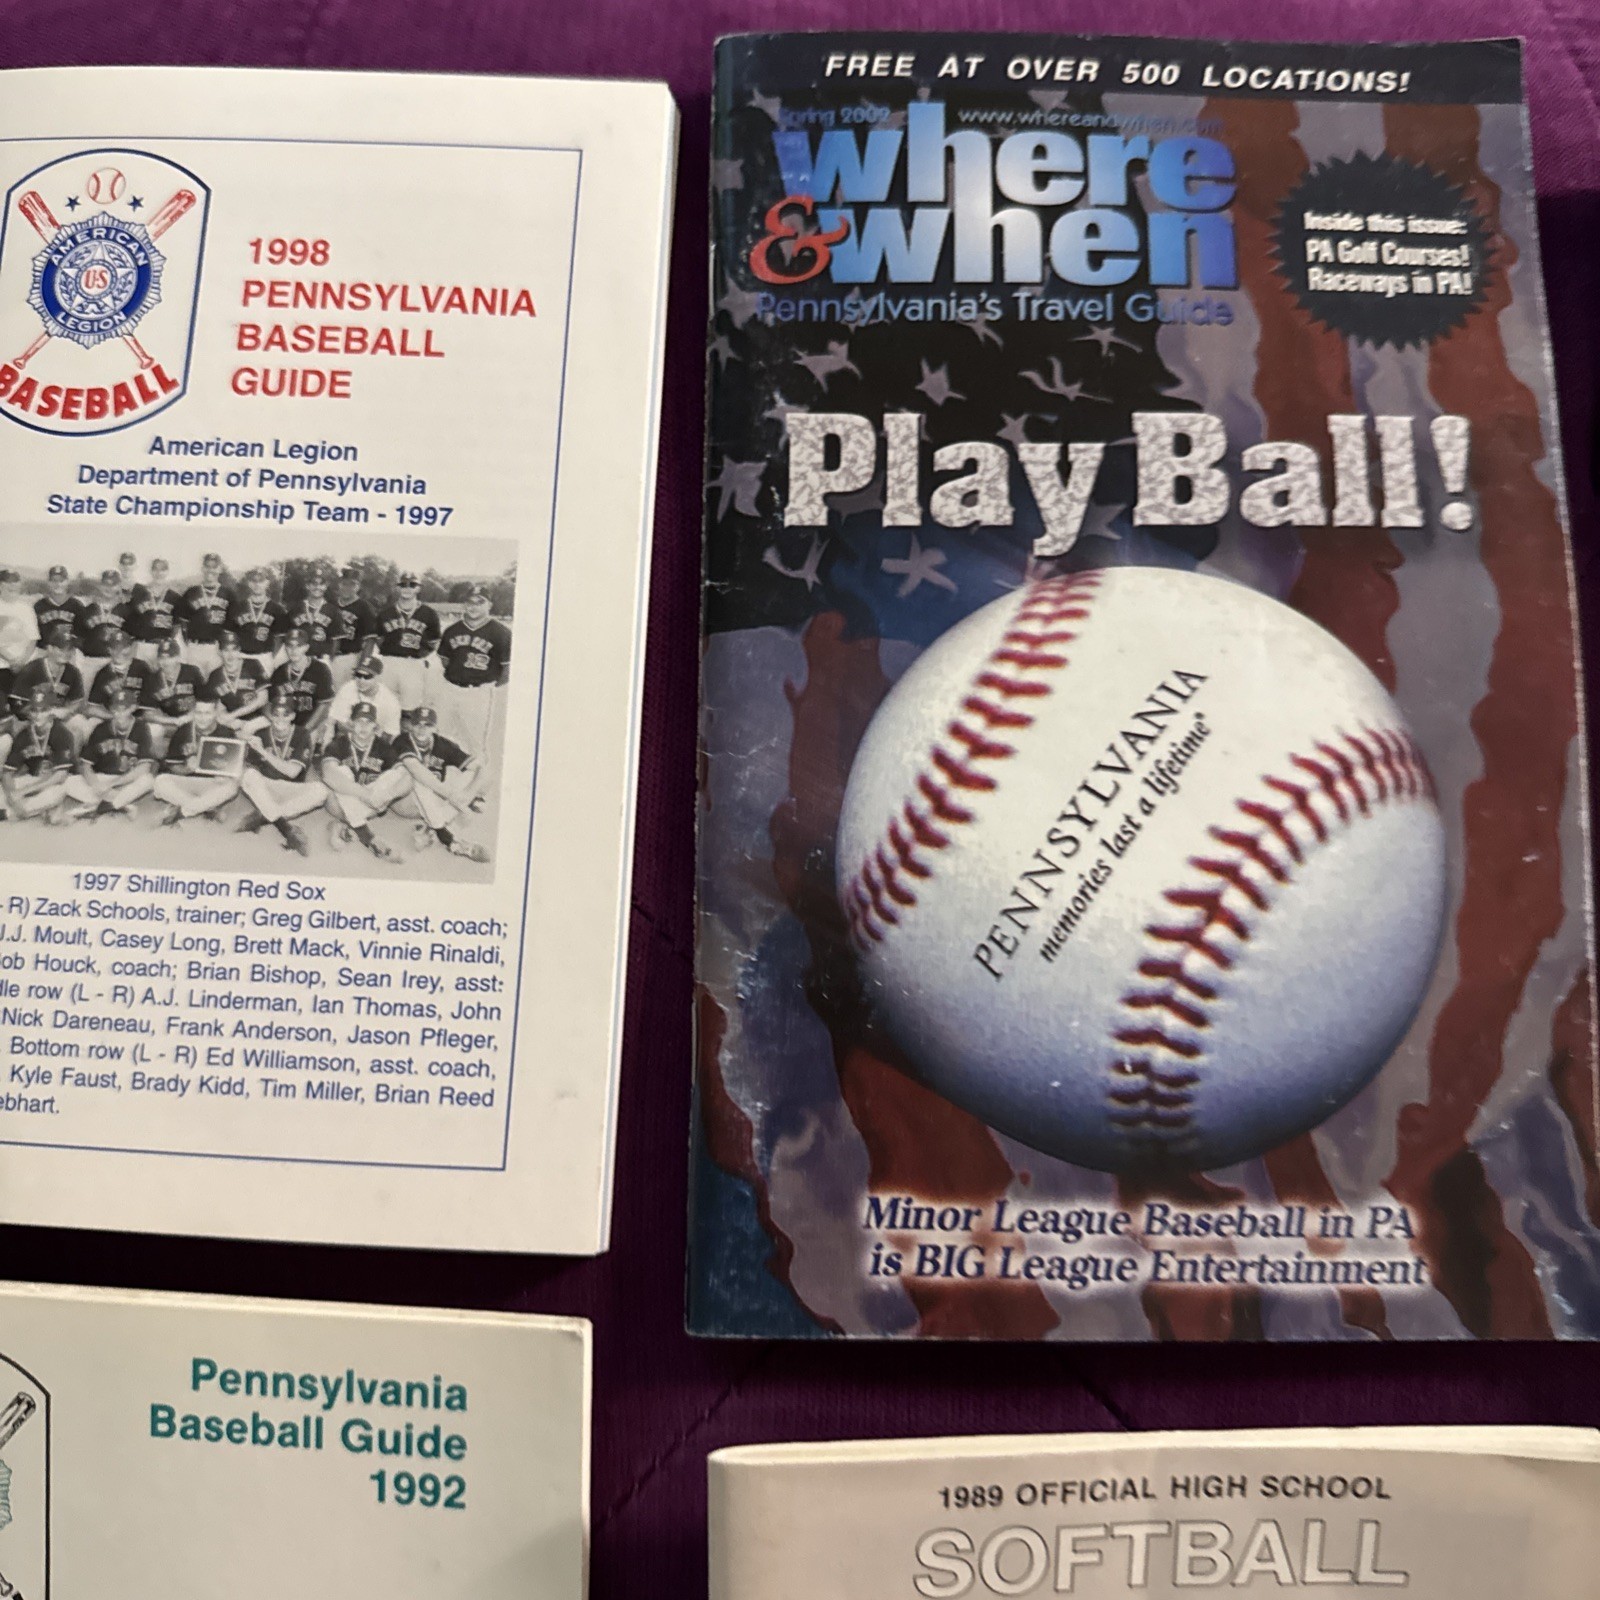 AMERICAN
US
LEGION
BASEBALL
1998
PENNSYLVANIA
BASEBALL
GUIDE
American Legion
Department of Pennsylvania
State Championship Team - 1997
1997 Shillington Red Sox
- R) Zack Schools, trainer; Greg Gilbert, asst. coach;
J.J. Moult, Casey Long, Brett Mack, Vinnie Rinaldi,
ob Houck, coach; Brian Bishop, Sean Irey, asst:
dle row (L - R) A.J. Linderman, Ian Thomas, John
Nick Dareneau, Frank Anderson, Jason Pfleger,
. Bottom row (L - R) Ed Williamson, asst. coach,
. Kyle Faust, Brady Kidd, Tim Miller, Brian Reed
ebhart.
FREE AT OVER 500 LOCATIONS!
Spring 2002 www.whereandwhen.com
where
&when
Pennsylvania's Travel Guide
Inside this issue:
PA Golf Courses!
Raceways in PA!
Play Ball!
PENNSYLVANIA
memories last a lifetime
Minor League Baseball in PA
is BIG League Entertainment
Pennsylvania
Baseball Guide
1992
1989 OFFICIAL HIGH SCHOOL
SOFTBALL